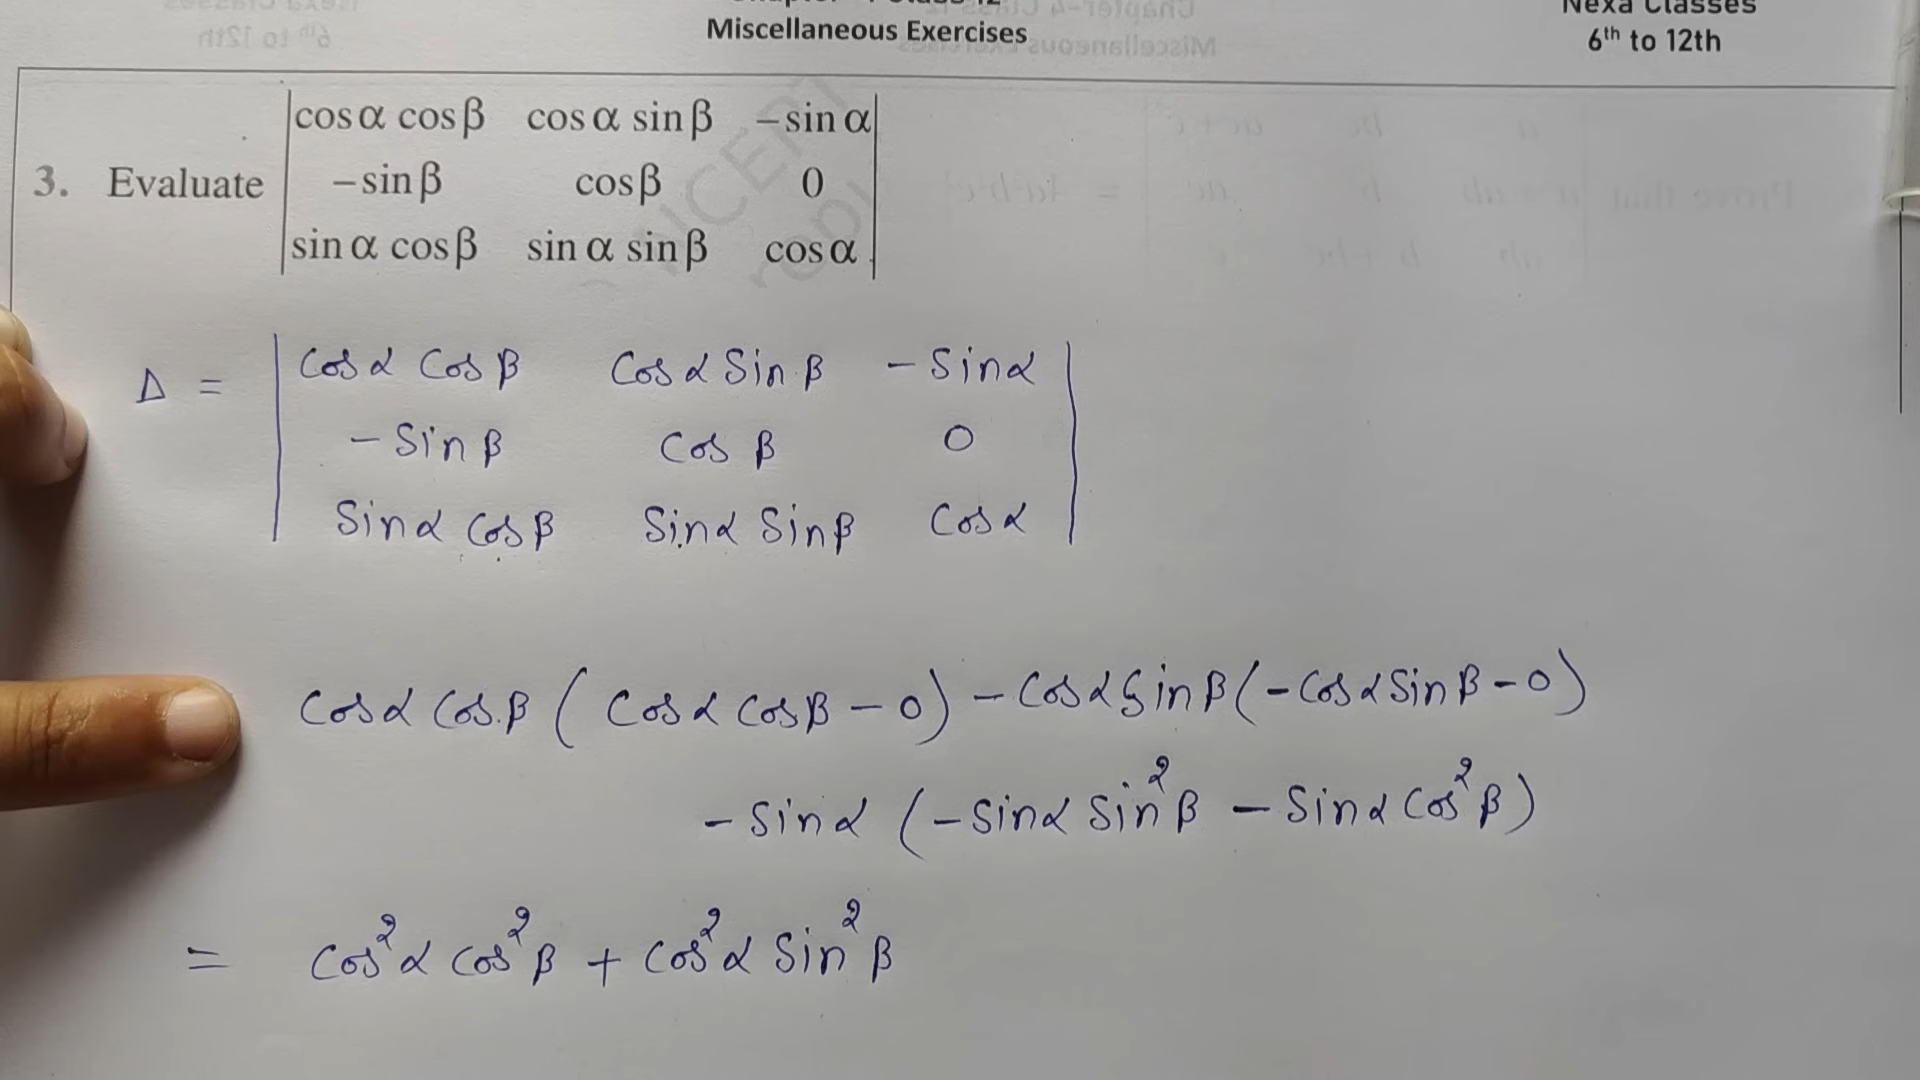 Miscellaneous Exercises
Nexa Classes
6th to 12th
3. Evaluate
|cos α cos β cos α sin β −sin α|
|−sin β cos β 0|
|sin α cos β sin α sin β cos α|
Δ =
|Cos α Cos β Cos α Sin β − Sin α|
|− Sin β Cos β 0|
|Sin α Cos β Sin α Sin β Cos α|
Cos α Cos β ( Cos α Cos β − 0) − Cos α Sin β (− Cos α Sin β − 0)
− Sin α (− Sin α Sin² β − Sin α Cos² β)
= Cos² α Cos² β + Cos² α Sin² β